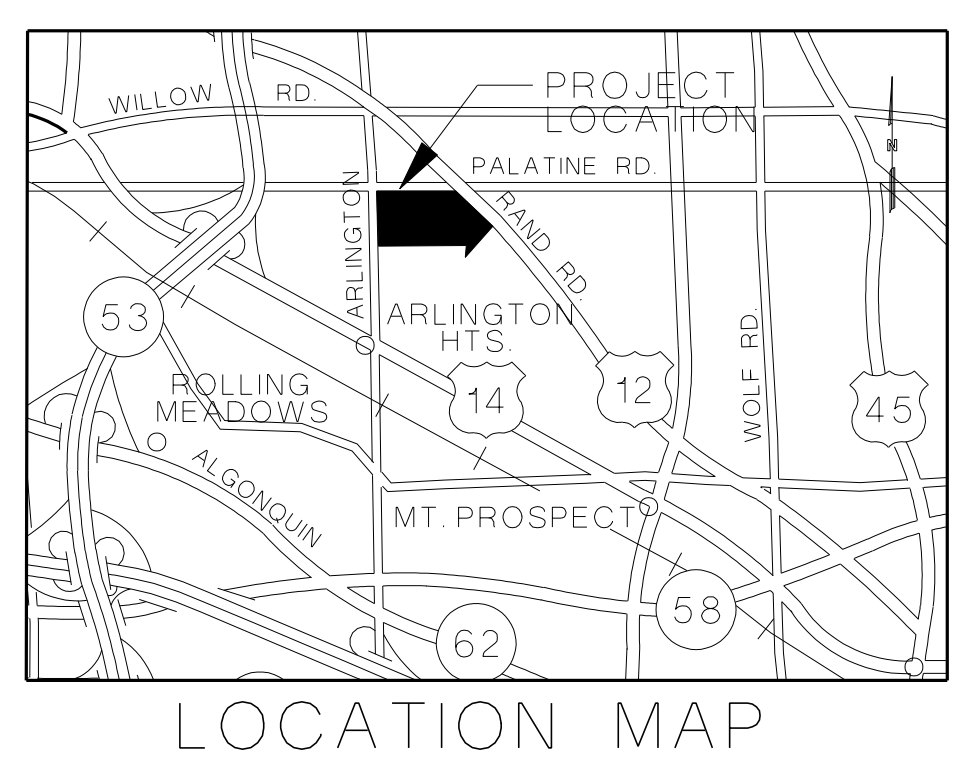 PROJECT
LOCATION
WILLOW RD.
N
PALATINE RD.
ARLINGTON
RAND RD.
53
ARLINGTON
HTS.
WOLF RD.
ROLLING
MEADOWS
14
12
45
ALGONQUIN
MT. PROSPECT
58
62
LOCATION MAP